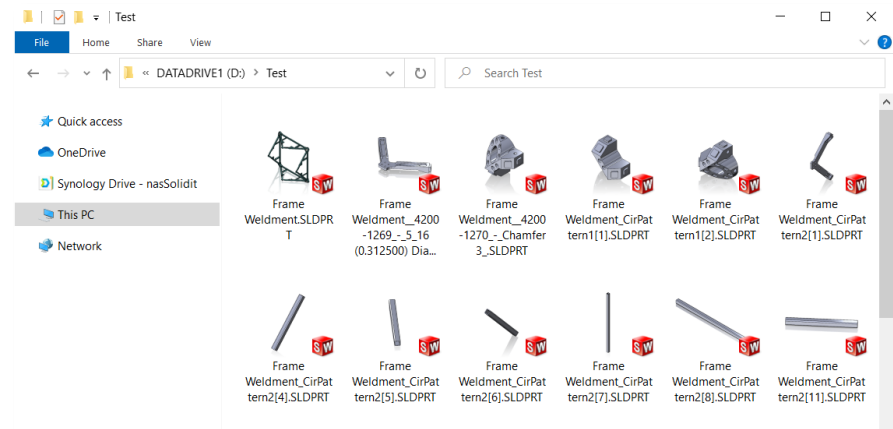 Test
File Home Share View
« DATADRIVE1 (D:) > Test
Search Test
Quick access
OneDrive
Synology Drive - nasSolidit
This PC
Network
Frame
Weldment.SLDPR
T
Frame
Weldment__4200
-1269_-_5_16
(0.312500) Dia...
Frame
Weldment__4200
-1270_-_Chamfer
3_.SLDPRT
Frame
Weldment_CirPat
tern1[1].SLDPRT
Frame
Weldment_CirPat
tern1[2].SLDPRT
Frame
Weldment_CirPat
tern2[1].SLDPRT
Frame
Weldment_CirPat
tern2[4].SLDPRT
Frame
Weldment_CirPat
tern2[5].SLDPRT
Frame
Weldment_CirPat
tern2[6].SLDPRT
Frame
Weldment_CirPat
tern2[7].SLDPRT
Frame
Weldment_CirPat
tern2[8].SLDPRT
Frame
Weldment_CirPat
tern2[11].SLDPRT